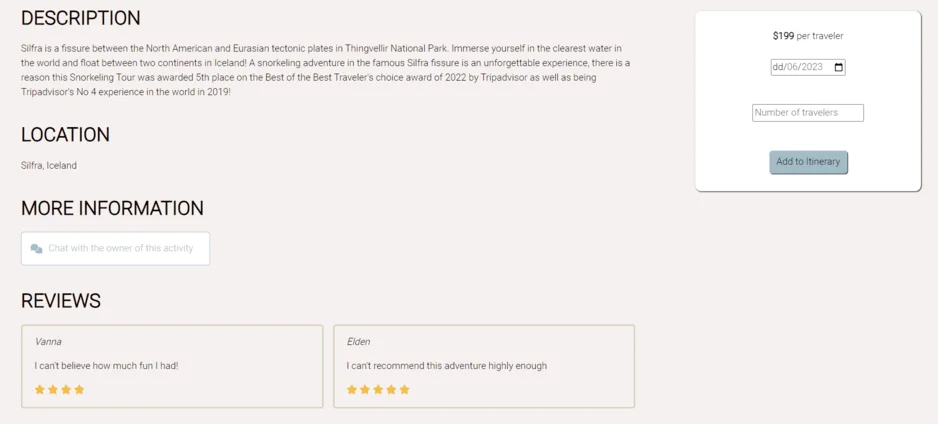 DESCRIPTION
Silfra is a fissure between the North American and Eurasian tectonic plates in Thingvellir National Park. Immerse yourself in the clearest water in
the world and float between two continents in Iceland! A snorkeling adventure in the famous Silfra fissure is an unforgettable experience, there is a
reason this Snorkeling Tour was awarded 5th place on the Best of the Best Traveler's choice award of 2022 by Tripadvisor as well as being
Tripadvisor's No 4 experience in the world in 2019!
LOCATION
Silfra, Iceland
MORE INFORMATION
Chat with the owner of this activity
REVIEWS
Vanna
I can't believe how much fun I had!
Elden
I can't recommend this adventure highly enough
$199 per traveler
dd/06/2023
Number of travelers
Add to Itinerary